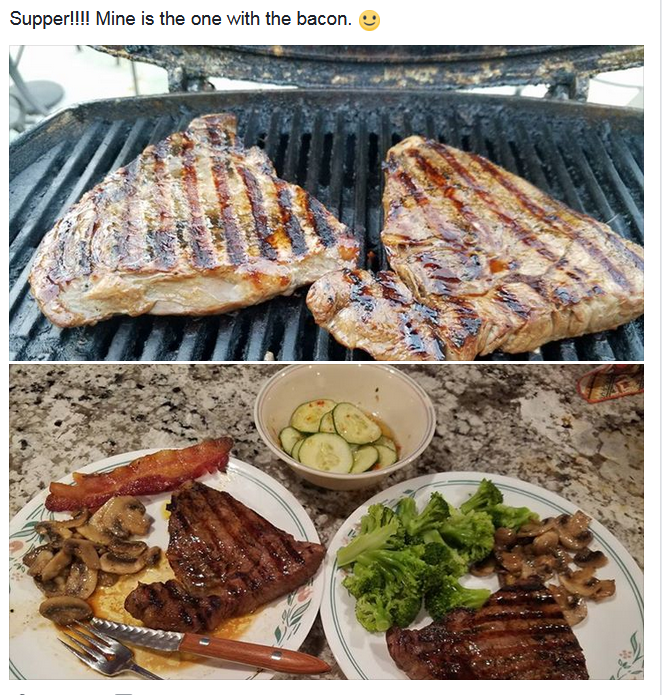 Supper!!!! Mine is the one with the bacon. 🙂